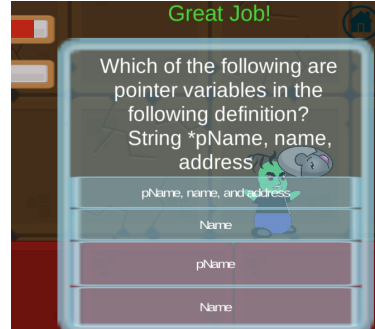 Great Job!
Which of the following are
pointer variables in the
following definition?
String *pName, name,
address
pName, name, and address
Name
pName
Name